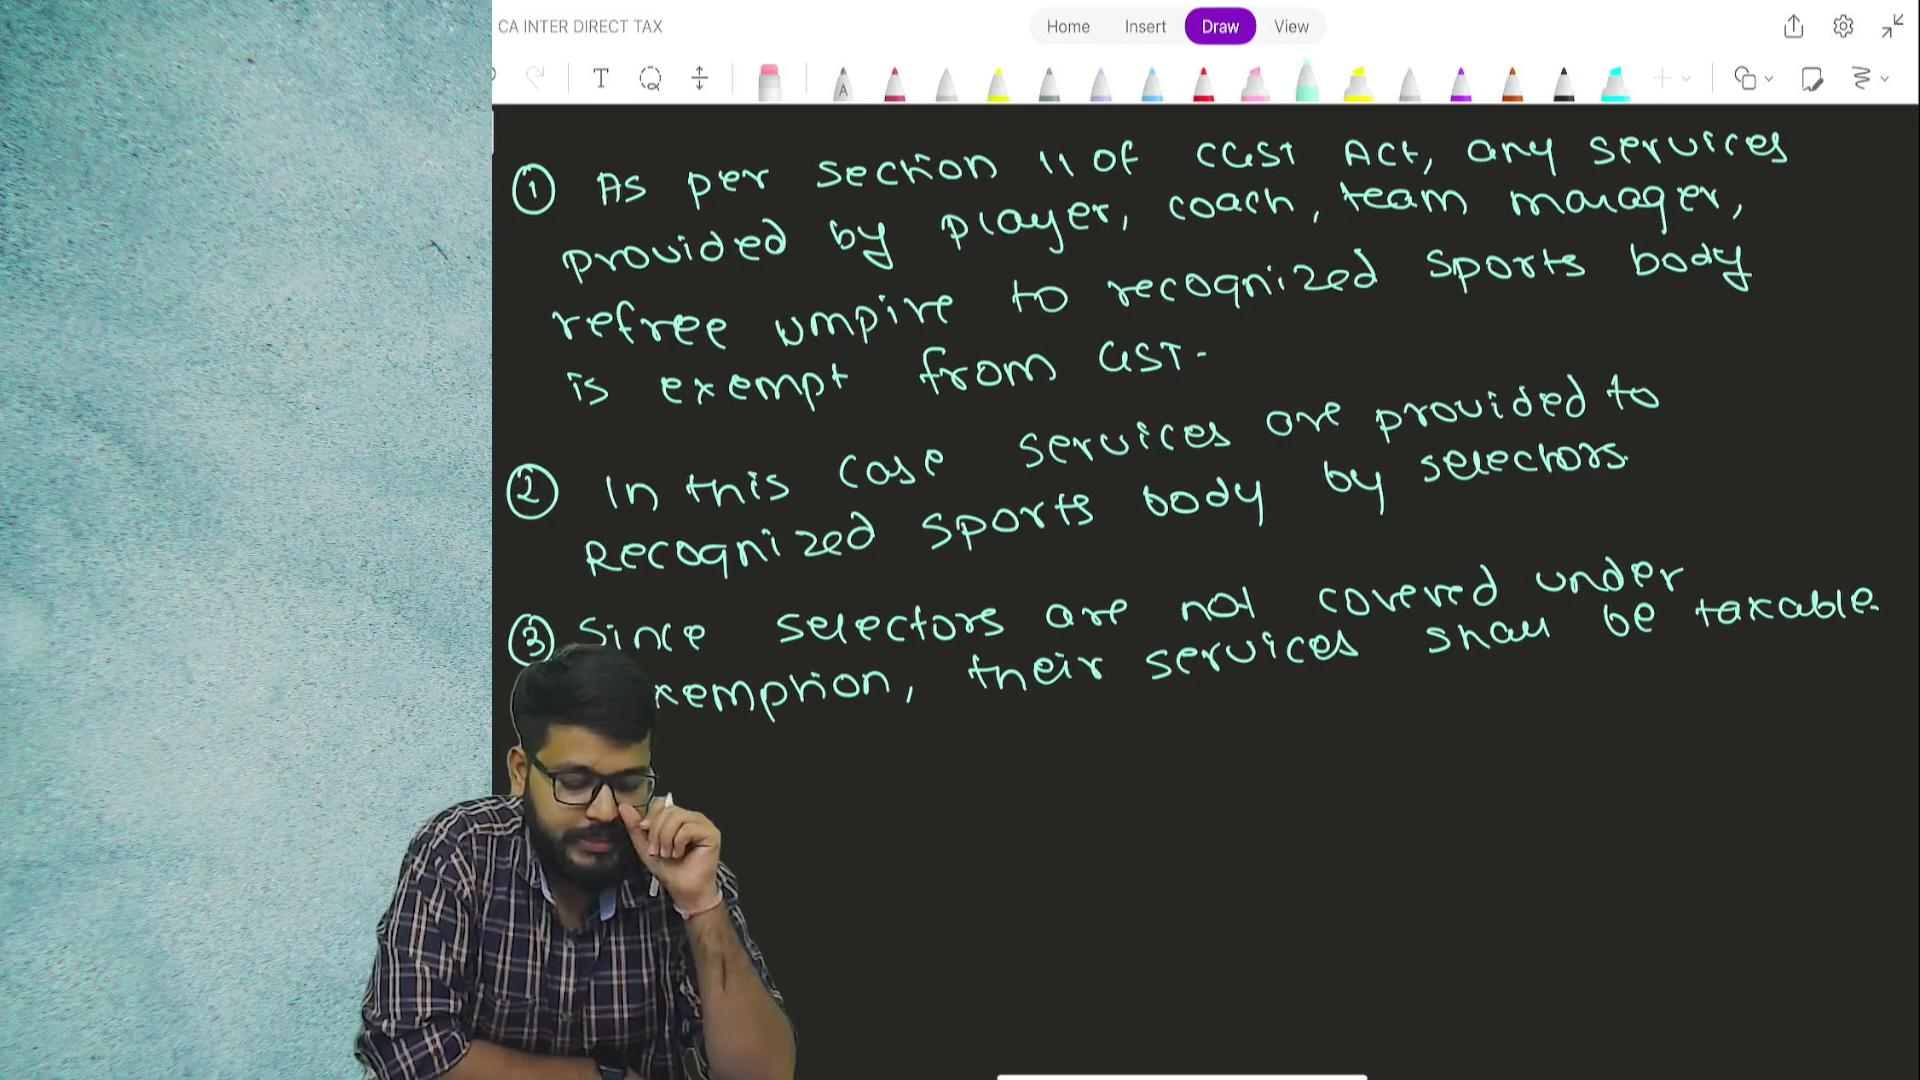 CA INTER DIRECT TAX
Home Insert Draw View
T
A
① As per section 11 of CGST Act, any services
provided by player, coach, team manager,
refree umpire to recognized sports body
is exempt from GST.
② In this case services are provided to
Recognized sports body by selectors.
③ Since selectors are not covered under
xemption, their services shall be taxable.